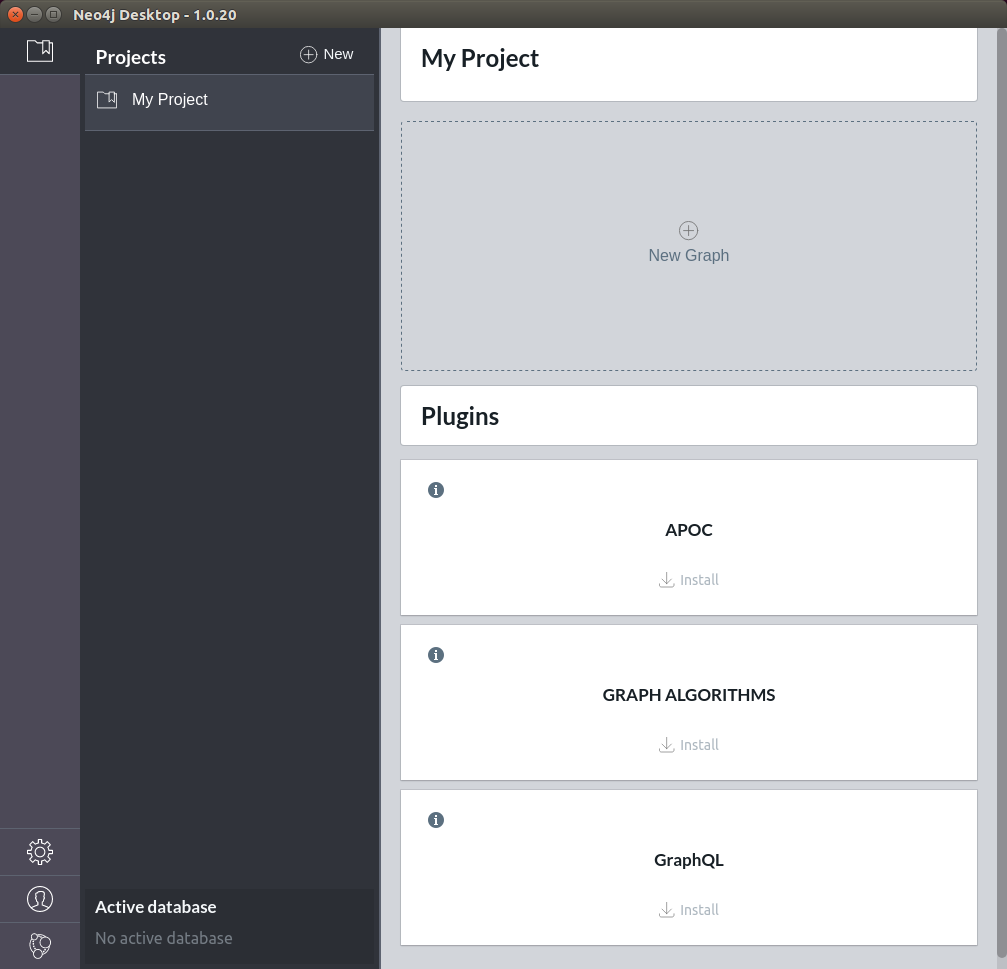 Neo4j Desktop - 1.0.20
Projects
New
My Project
Active database
No active database
My Project
New Graph
Plugins
APOC
Install
GRAPH ALGORITHMS
Install
GraphQL
Install